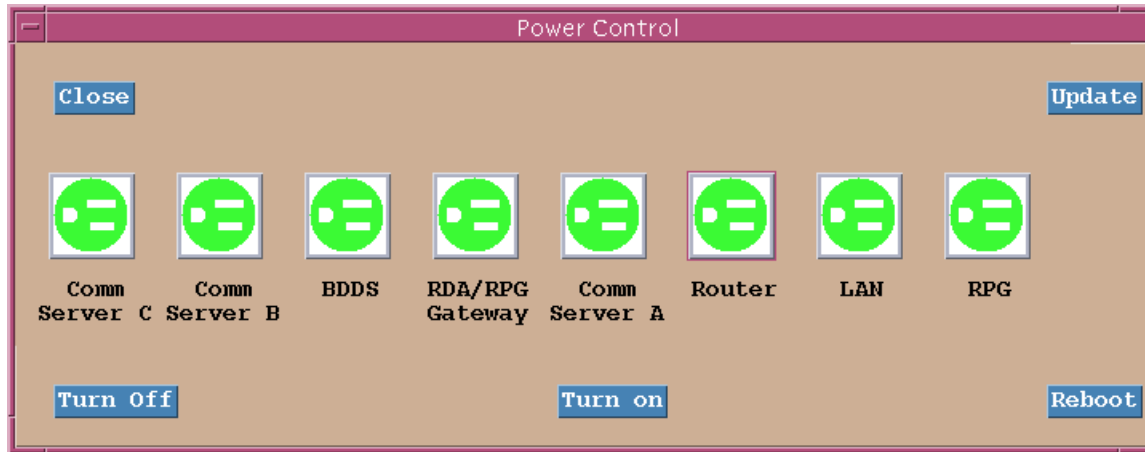 Power Control
Close
Update
Comm
Server C
Comm
Server B
BDDS
RDA/RPG
Gateway
Comm
Server A
Router
LAN
RPG
Turn Off
Turn on
Reboot